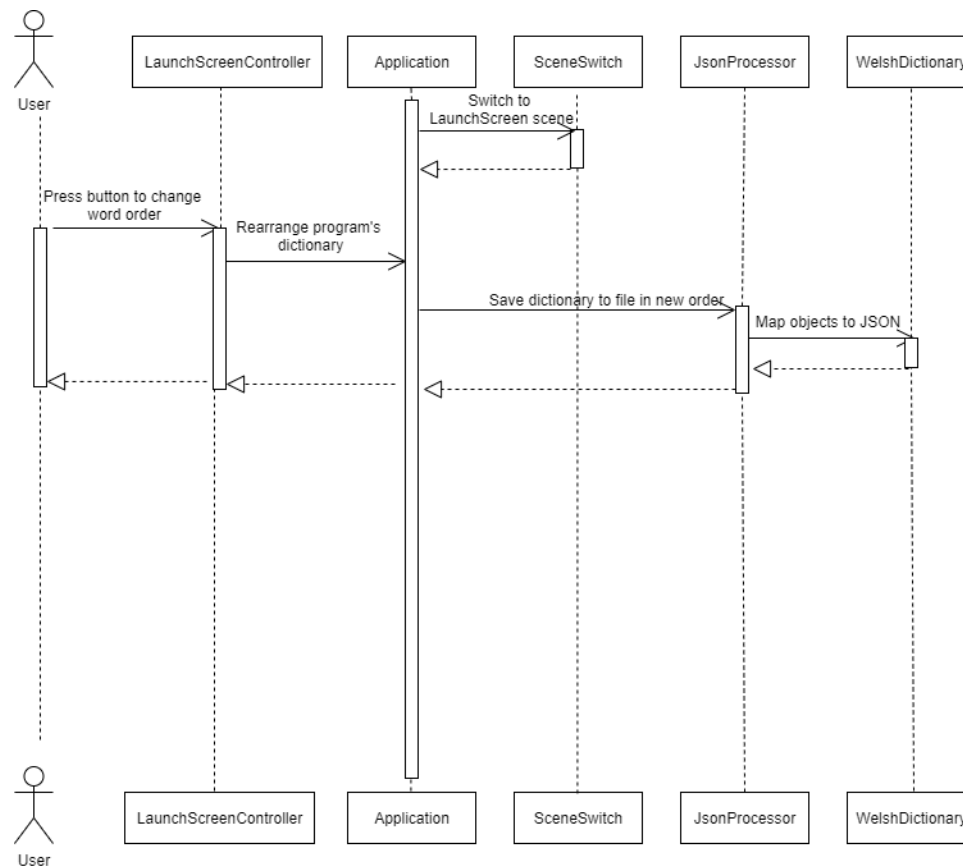 LaunchScreenController
Application
SceneSwitch
JsonProcessor
WelshDictionary
User
Switch to
LaunchScreen scene
Press button to change
word order
Rearrange program's
dictionary
Save dictionary to file in new order
Map objects to JSON
LaunchScreenController
Application
SceneSwitch
JsonProcessor
WelshDictionary
User